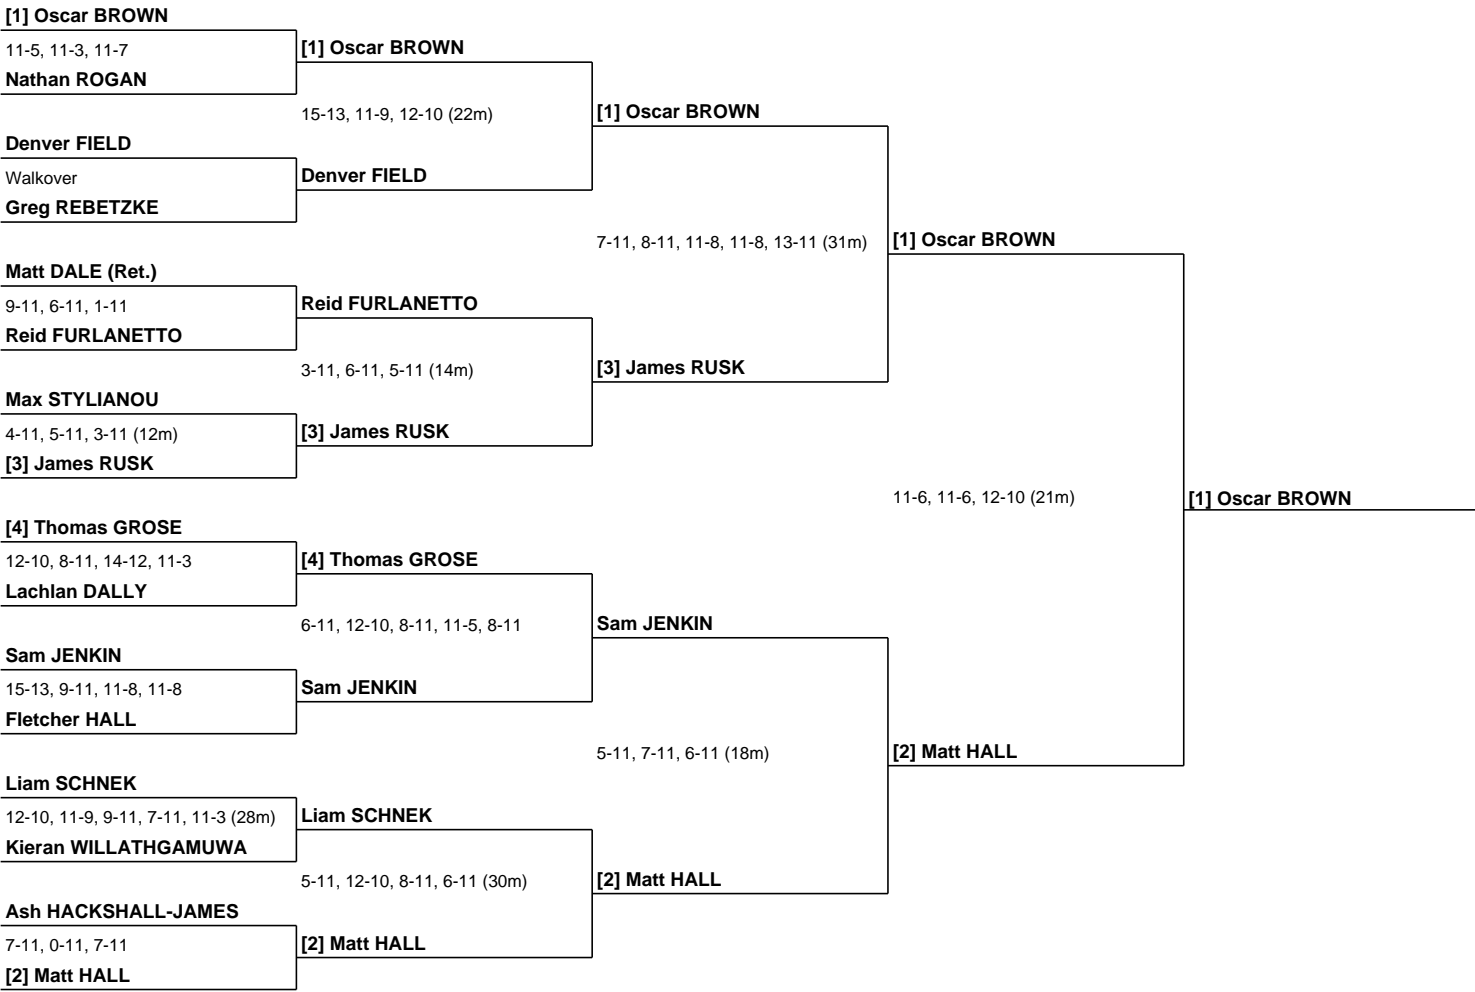 [1] Oscar BROWN
11-5, 11-3, 11-7
Nathan ROGAN
Denver FIELD
Walkover
Greg REBETZKE
Matt DALE (Ret.)
9-11, 6-11, 1-11
Reid FURLANETTO
Max STYLIANOU
4-11, 5-11, 3-11 (12m)
[3] James RUSK
[4] Thomas GROSE
12-10, 8-11, 14-12, 11-3
Lachlan DALLY
Sam JENKIN
15-13, 9-11, 11-8, 11-8
Fletcher HALL
Liam SCHNEK
12-10, 11-9, 9-11, 7-11, 11-3 (28m)
Kieran WILLATHGAMUWA
Ash HACKSHALL-JAMES
7-11, 0-11, 7-11
[2] Matt HALL
[1] Oscar BROWN
15-13, 11-9, 12-10 (22m)
Denver FIELD
Reid FURLANETTO
3-11, 6-11, 5-11 (14m)
[3] James RUSK
[4] Thomas GROSE
6-11, 12-10, 8-11, 11-5, 8-11
Sam JENKIN
Liam SCHNEK
5-11, 12-10, 8-11, 6-11 (30m)
[2] Matt HALL
[1] Oscar BROWN
7-11, 8-11, 11-8, 11-8, 13-11 (31m)
[3] James RUSK
Sam JENKIN
5-11, 7-11, 6-11 (18m)
[2] Matt HALL
[1] Oscar BROWN
11-6, 11-6, 12-10 (21m)
[2] Matt HALL
[1] Oscar BROWN